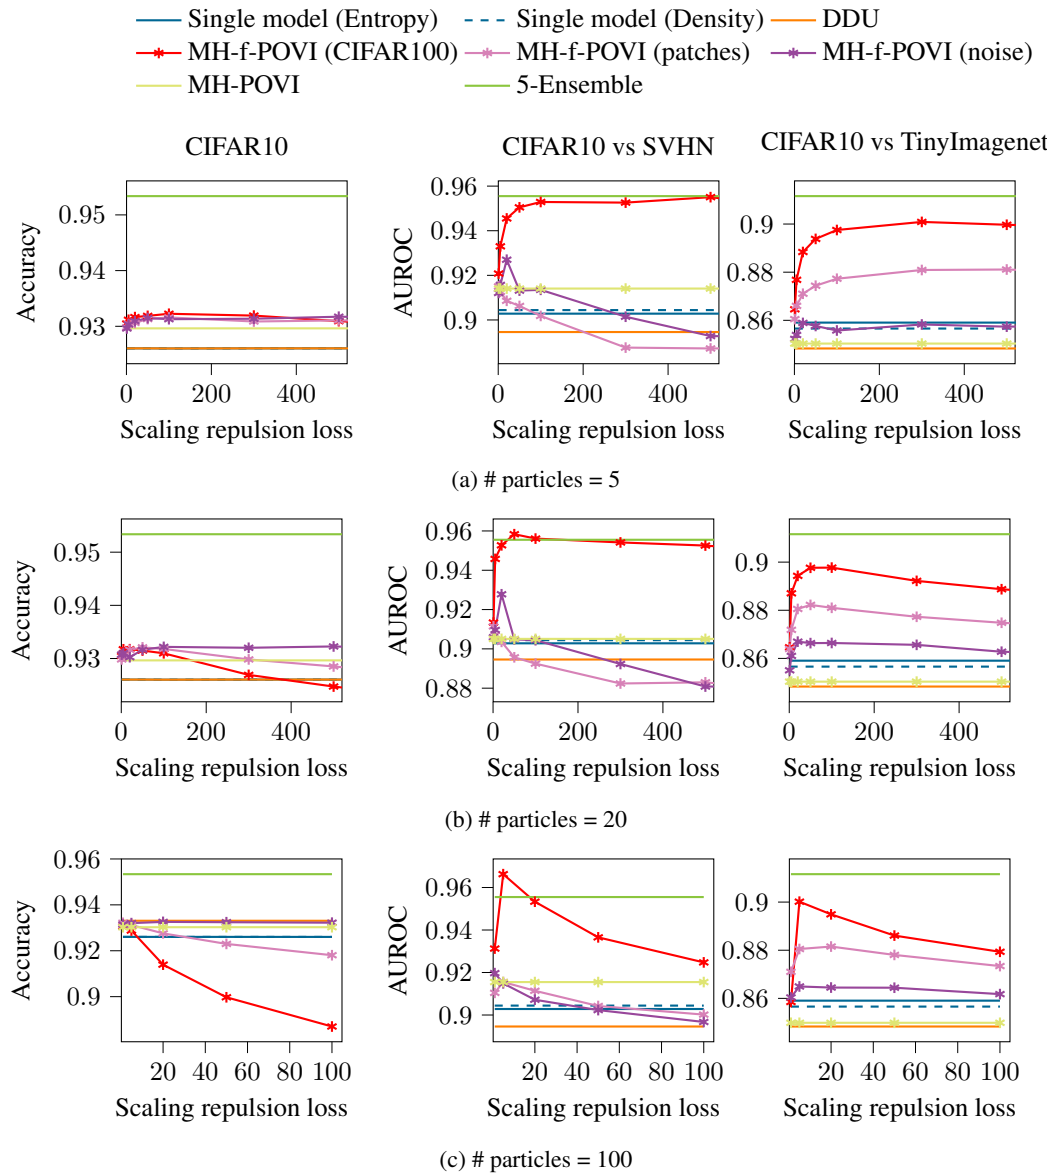 Single model (Entropy) Single model (Density) DDU
MH-f-POVI (CIFAR100) MH-f-POVI (patches) MH-f-POVI (noise)
MH-POVI 5-Ensemble
CIFAR10 CIFAR10 vs SVHN CIFAR10 vs TinyImagenet
Accuracy
0.95
0.94
0.93
0 200 400
Scaling repulsion loss
AUROC
0.96
0.94
0.92
0.9
0 200 400
Scaling repulsion loss
0.9
0.88
0.86
0 200 400
Scaling repulsion loss
(a) # particles = 5
Accuracy
0.95
0.94
0.93
0 200 400
Scaling repulsion loss
AUROC
0.96
0.94
0.92
0.9
0.88
0 200 400
Scaling repulsion loss
0.9
0.88
0.86
0 200 400
Scaling repulsion loss
(b) # particles = 20
Accuracy
0.96
0.94
0.92
0.9
20 40 60 80 100
Scaling repulsion loss
AUROC
0.96
0.94
0.92
0.9
20 40 60 80 100
Scaling repulsion loss
0.9
0.88
0.86
20 40 60 80 100
Scaling repulsion loss
(c) # particles = 100